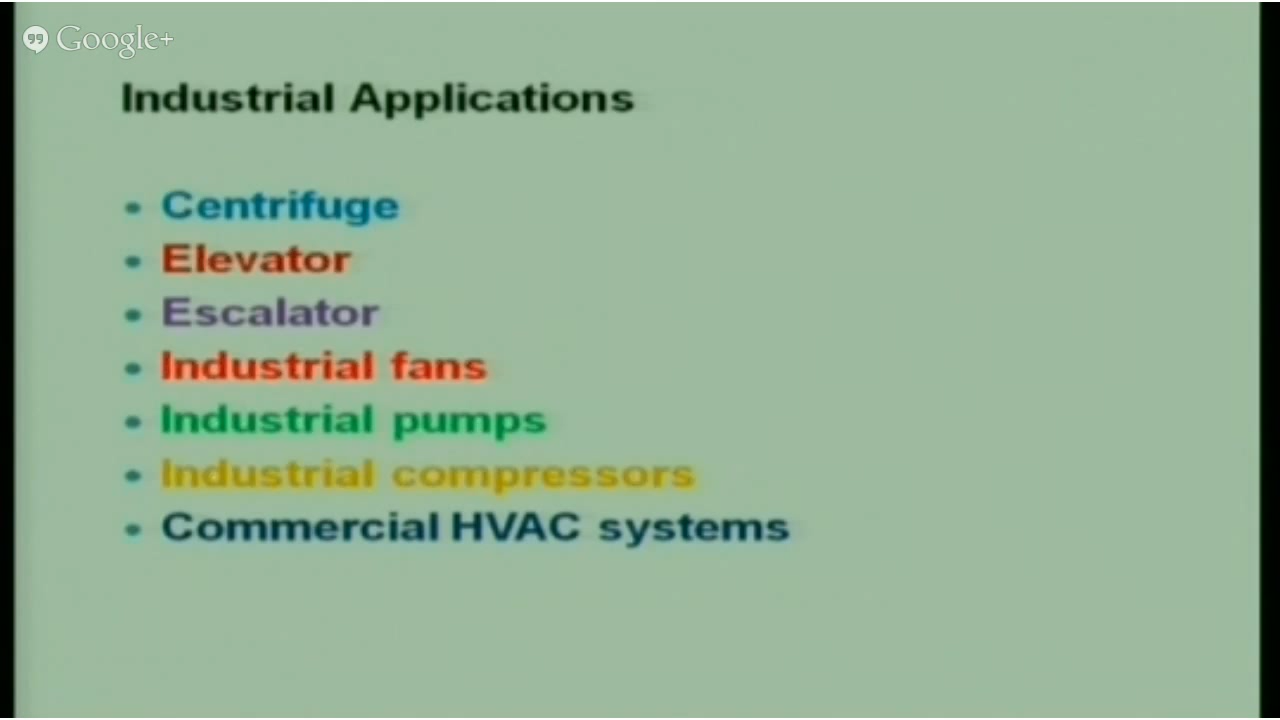 Google+
Industrial Applications
• Centrifuge
• Elevator
• Escalator
• Industrial fans
• Industrial pumps
• Industrial compressors
• Commercial HVAC systems